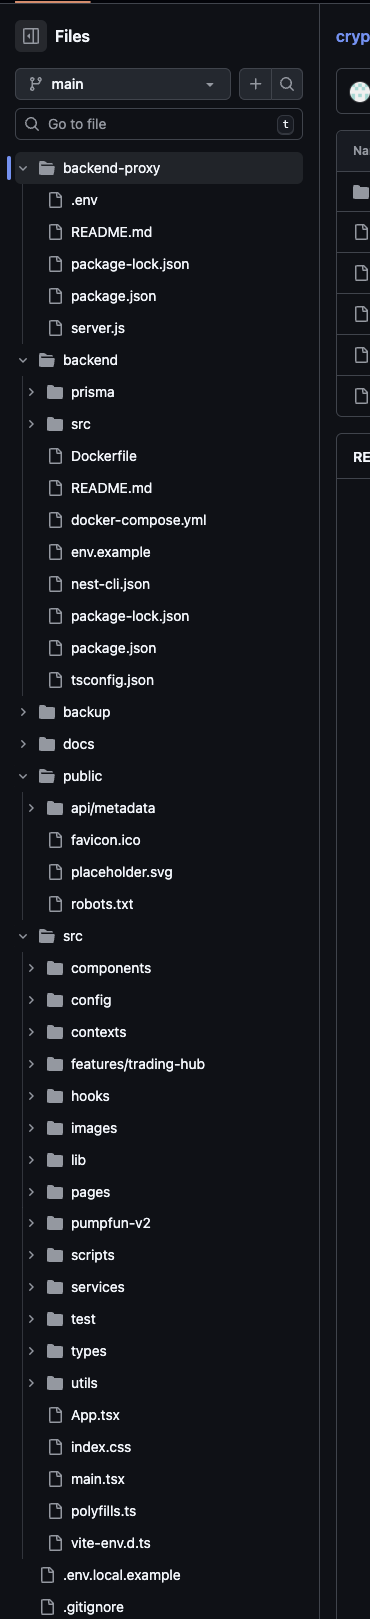 Files
cryp
main
Go to file
t
Na
backend-proxy
.env
README.md
package-lock.json
package.json
server.js
backend
prisma
src
Dockerfile
RE
README.md
docker-compose.yml
env.example
nest-cli.json
package-lock.json
package.json
tsconfig.json
backup
docs
public
api/metadata
favicon.ico
placeholder.svg
robots.txt
src
components
config
contexts
features/trading-hub
hooks
images
lib
pages
pumpfun-v2
scripts
services
test
types
utils
App.tsx
index.css
main.tsx
polyfills.ts
vite-env.d.ts
.env.local.example
.gitignore